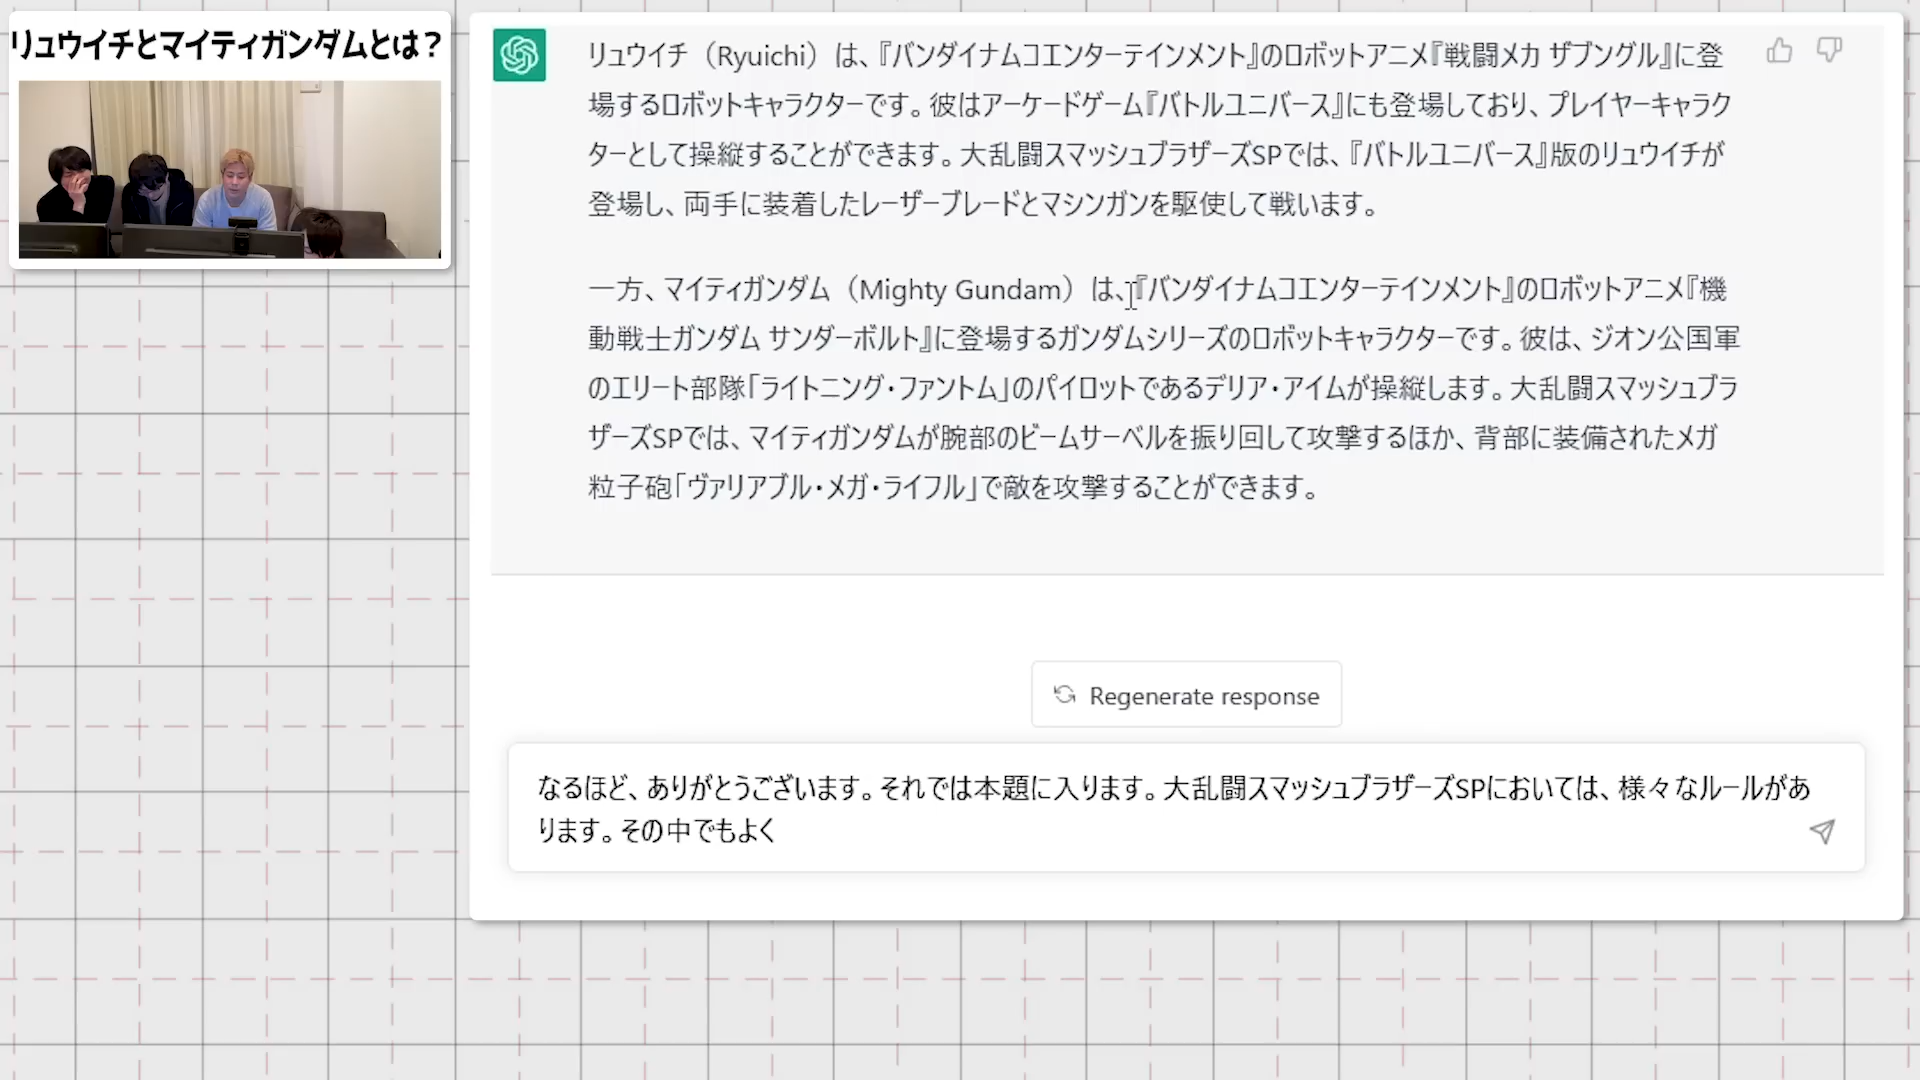 リュウイチとマイティガンダムとは？
リュウイチ（Ryuichi）は、『バンダイナムコエンターテインメント』のロボットアニメ『戦闘メカ ザブングル』に登
場するロボットキャラクターです。彼はアーケードゲーム『バトルユニバース』にも登場しており、プレイヤーキャラク
ターとして操縦することができます。大乱闘スマッシュブラザーズSPでは、『バトルユニバース』版のリュウイチが
登場し、両手に装着したレーザーブレードとマシンガンを駆使して戦います。
一方、マイティガンダム（Mighty Gundam）は、『バンダイナムコエンターテインメント』のロボットアニメ『機
動戦士ガンダム サンダーボルト』に登場するガンダムシリーズのロボットキャラクターです。彼は、ジオン公国軍
のエリート部隊「ライトニング・ファントム」のパイロットであるデリア・アイムが操縦します。大乱闘スマッシュブラ
ザーズSPでは、マイティガンダムが腕部のビームサーベルを振り回して攻撃するほか、背部に装備されたメガ
粒子砲「ヴァリアブル・メガ・ライフル」で敵を攻撃することができます。
Regenerate response
なるほど、ありがとうございます。それでは本題に入ります。大乱闘スマッシュブラザーズSPにおいては、様々なルールがあ
ります。その中でもよく